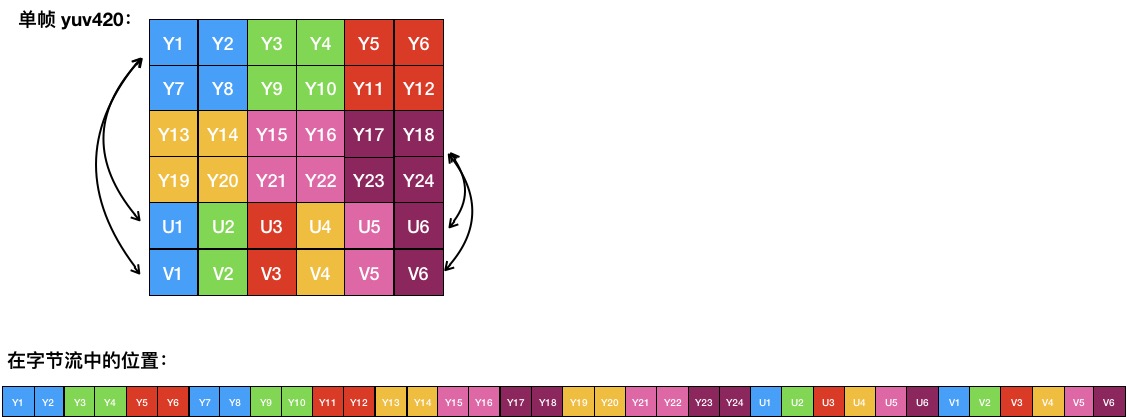 单帧 yuv420：
Y1 Y2 Y3 Y4 Y5 Y6
Y7 Y8 Y9 Y10 Y11 Y12
Y13 Y14 Y15 Y16 Y17 Y18
Y19 Y20 Y21 Y22 Y23 Y24
U1 U2 U3 U4 U5 U6
V1 V2 V3 V4 V5 V6
在字节流中的位置：
Y1 Y2 Y3 Y4 Y5 Y6 Y7 Y8 Y9 Y10 Y11 Y12 Y13 Y14 Y15 Y16 Y17 Y18 Y19 Y20 Y21 Y22 Y23 Y24 U1 U2 U3 U4 U5 U6 V1 V2 V3 V4 V5 V6